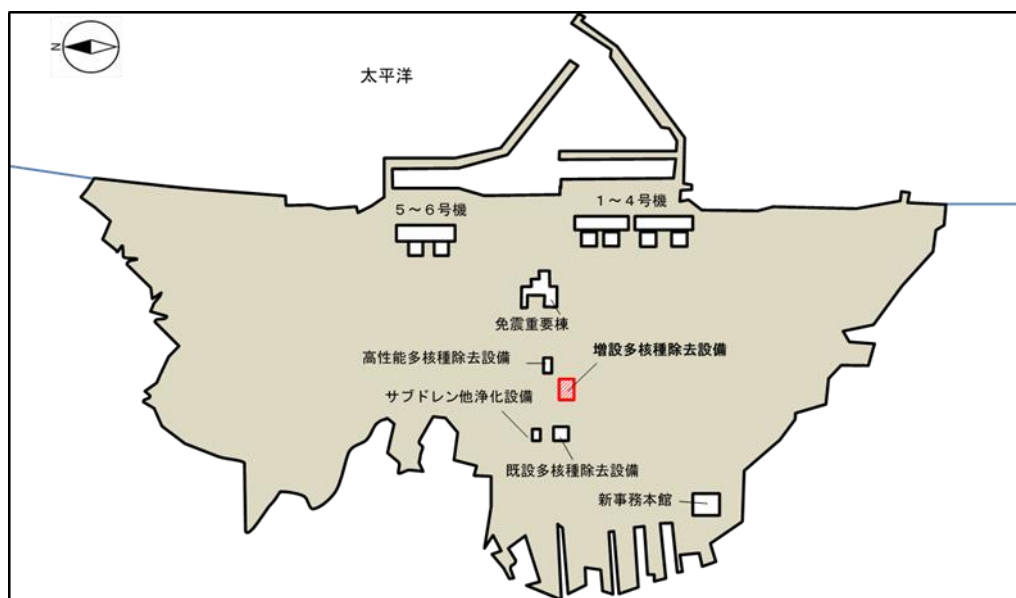 N
太平洋
5～6号機
1～4号機
免震重要棟
高性能多核種除去設備
増設多核種除去設備
サブドレン他浄化設備
既設多核種除去設備
新事務本館